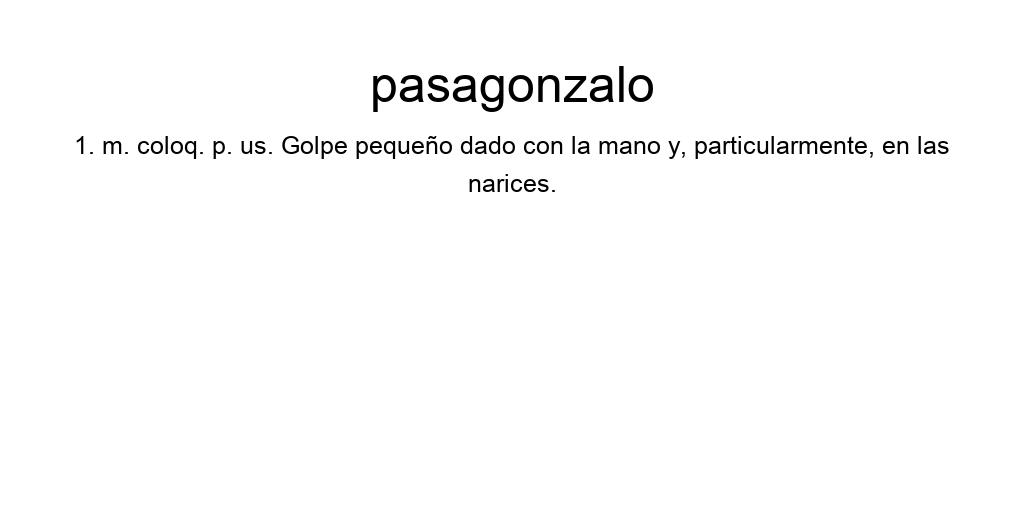 pasagonzalo
1. m. coloq. p. us. Golpe pequeño dado con la mano y, particularmente, en las
narices.